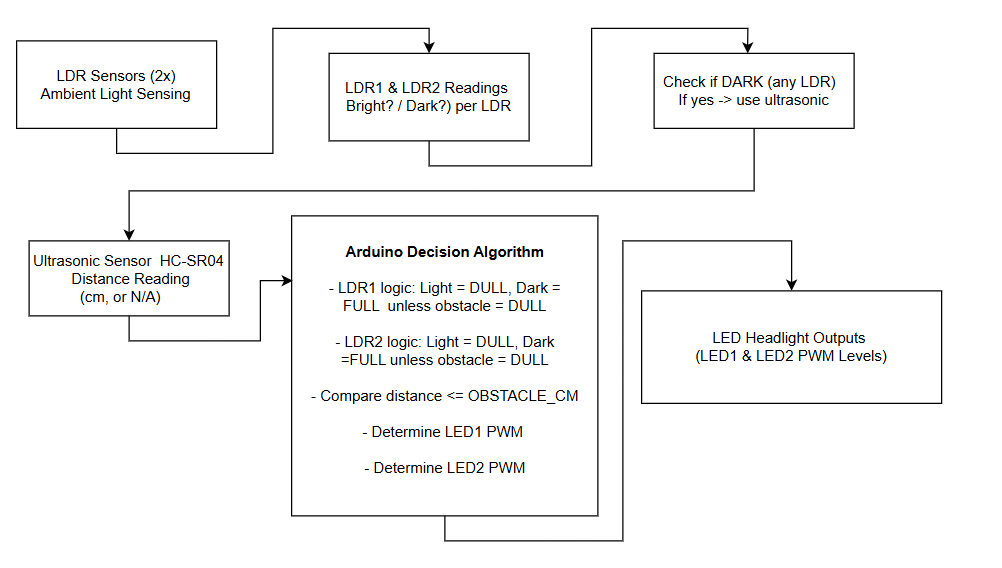 LDR Sensors (2x)
Ambient Light Sensing
LDR1 & LDR2 Readings
Bright? / Dark?) per LDR
Check if DARK (any LDR)
If yes -> use ultrasonic
Ultrasonic Sensor  HC-SR04
Distance Reading
(cm, or N/A)
Arduino Decision Algorithm
- LDR1 logic: Light = DULL, Dark =
FULL  unless obstacle = DULL
- LDR2 logic: Light = DULL, Dark
=FULL unless obstacle = DULL
- Compare distance <= OBSTACLE_CM
- Determine LED1 PWM
- Determine LED2 PWM
LED Headlight Outputs
(LED1 & LED2 PWM Levels)